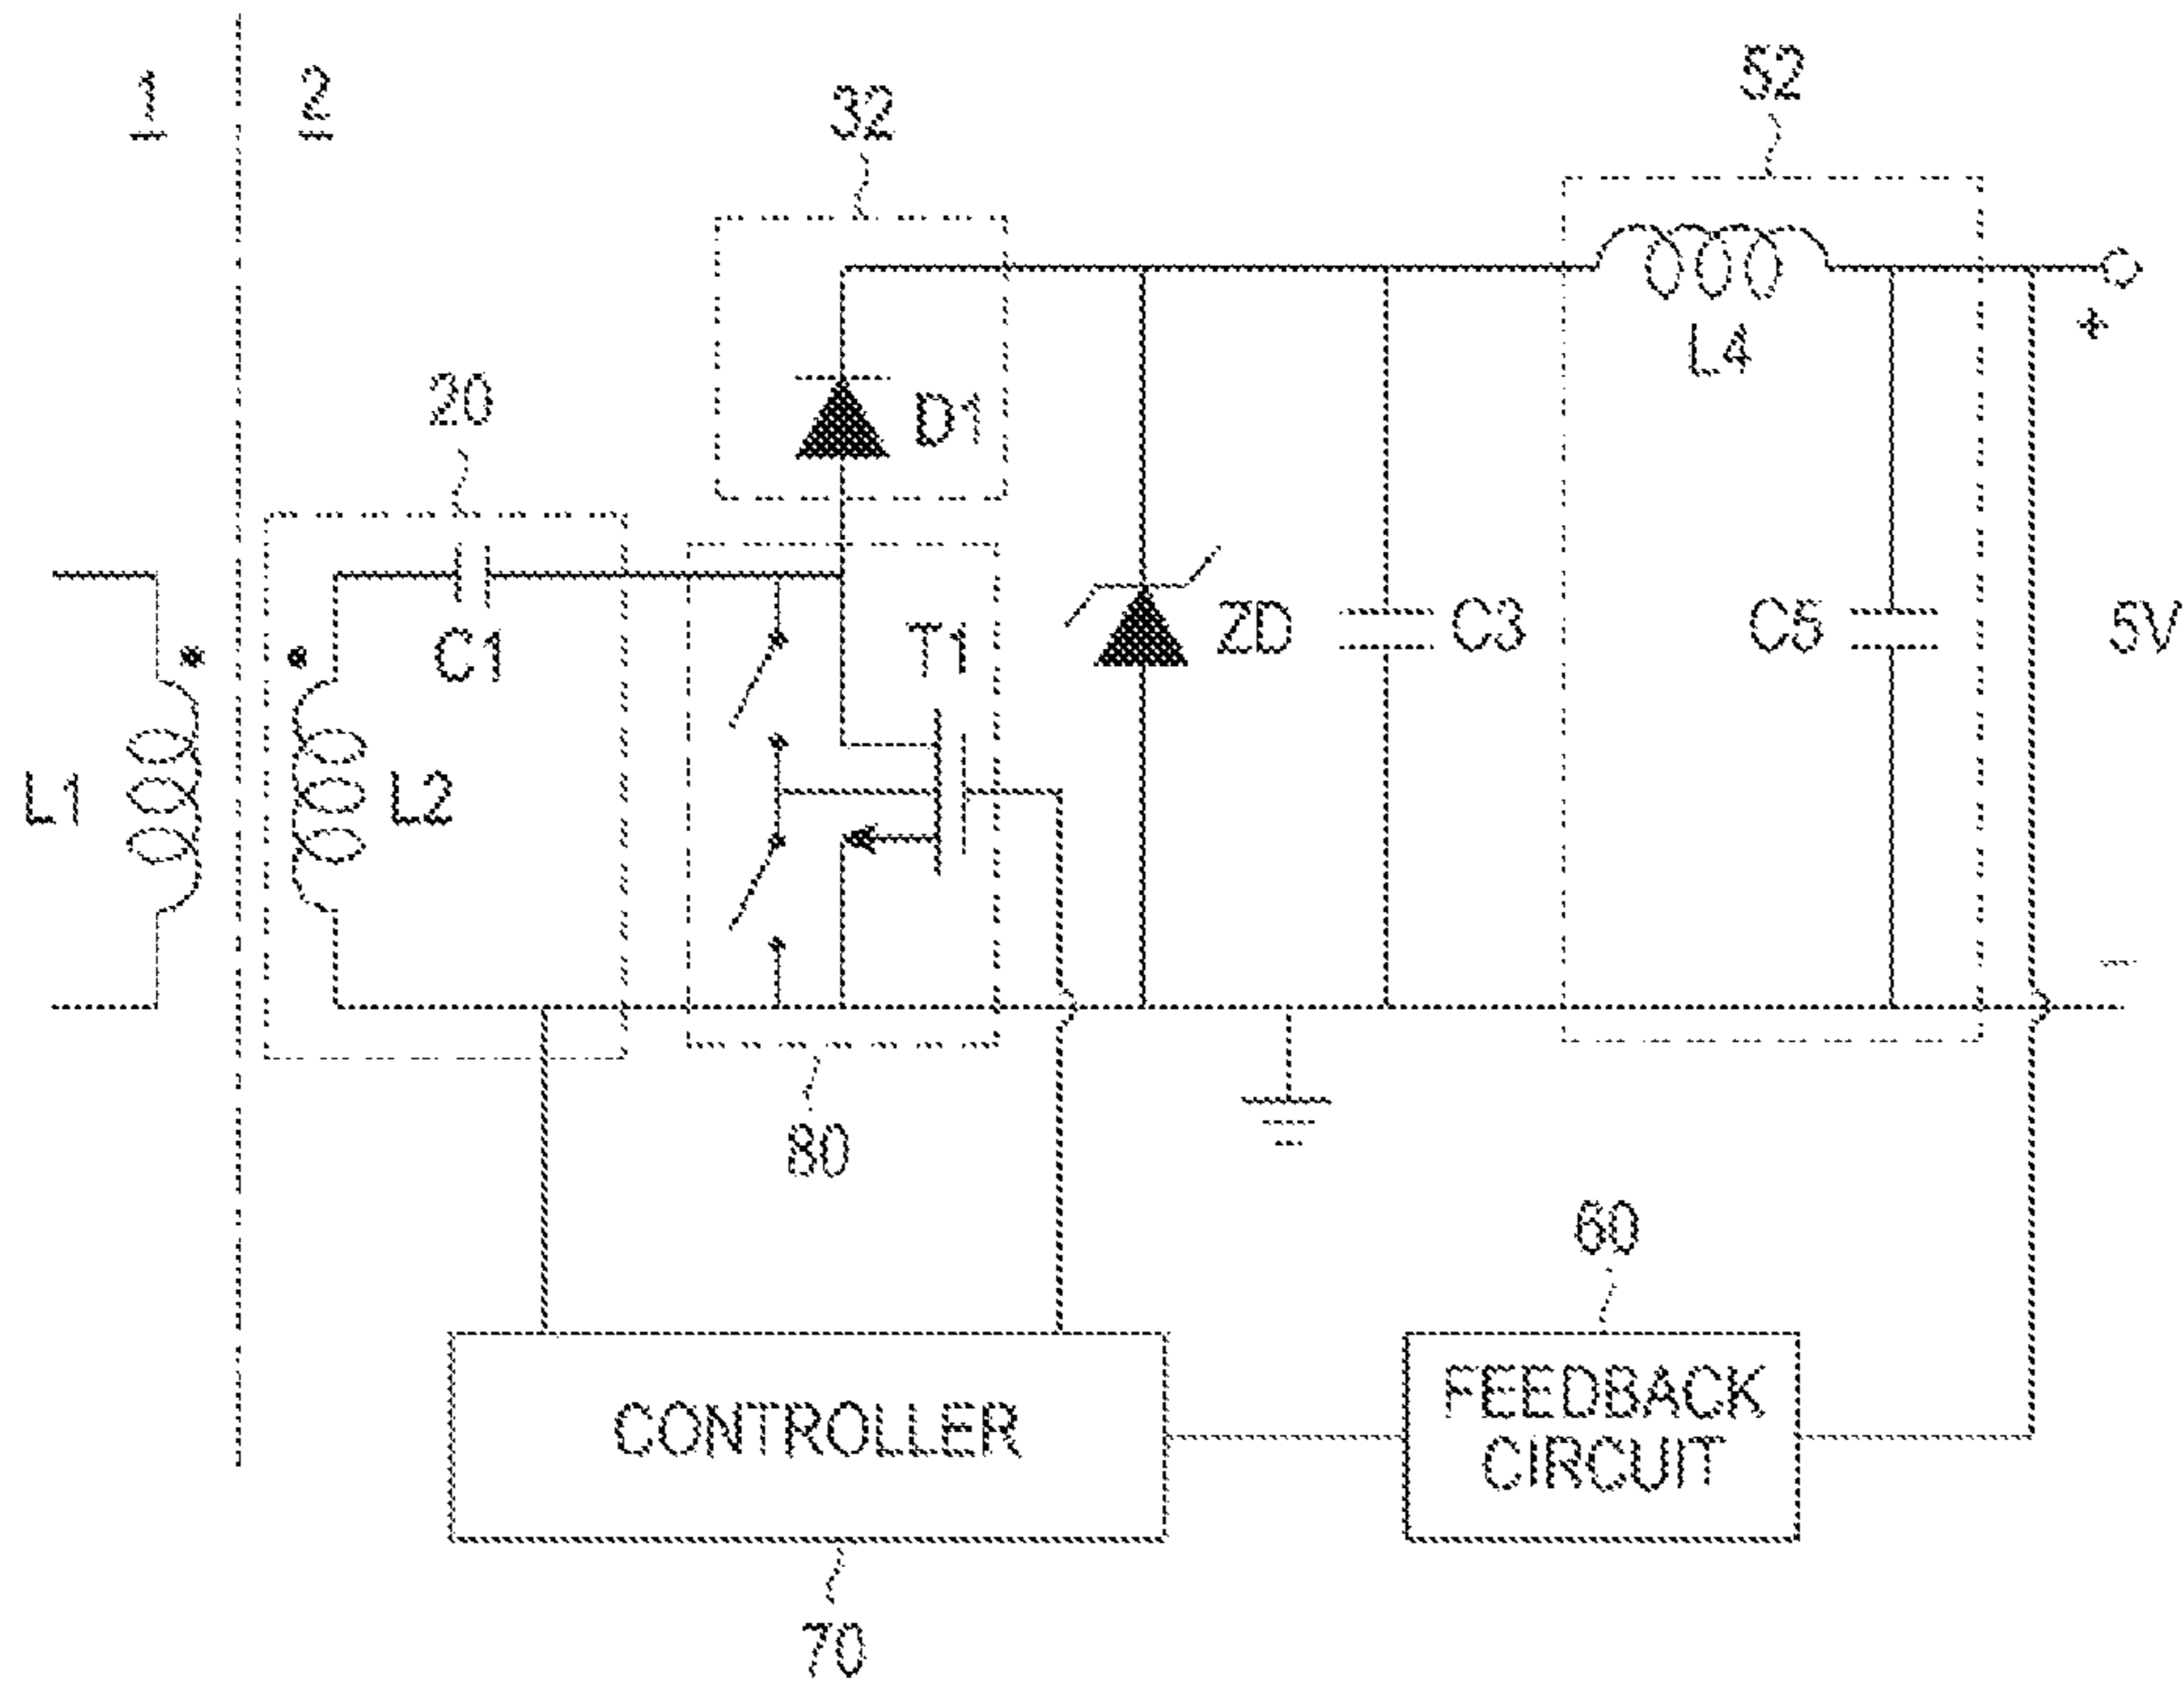 1
2
32
52
20
D1
L4
+
C1
T1
ZD
C3
C5
5V
L1
L2
−
80
60
CONTROLLER
FEEDBACK
CIRCUIT
70